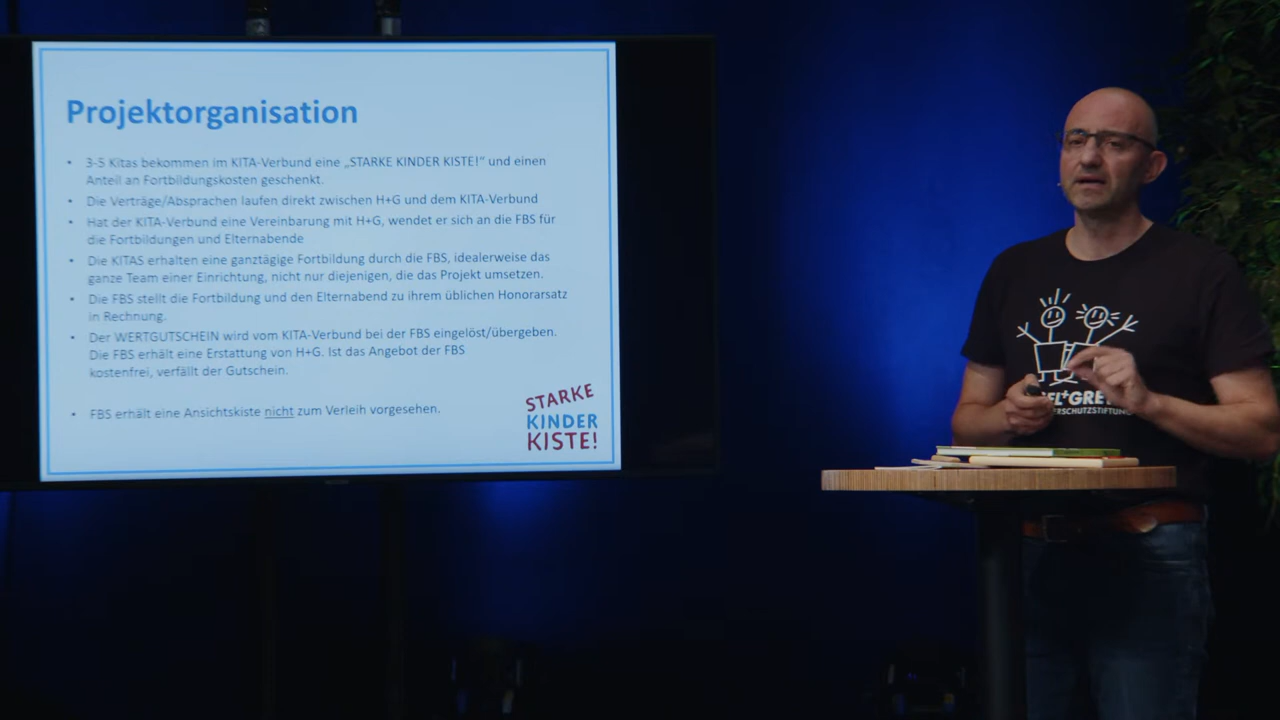 Projektorganisation
• 3-5 Kitas bekommen im KITA-Verbund eine „STARKE KINDER KISTE!“ und einen
Anteil an Fortbildungskosten geschenkt.
• Die Verträge/Absprachen laufen direkt zwischen H+G und dem KITA-Verbund
• Hat der KITA-Verbund eine Vereinbarung mit H+G, wendet er sich an die FBS für
die Fortbildungen und Elternabende
• Die KITAS erhalten eine ganztägige Fortbildung durch die FBS, idealerweise das
ganze Team einer Einrichtung, nicht nur diejenigen, die das Projekt umsetzen.
• Die FBS stellt die Fortbildung und den Elternabend zu ihrem üblichen Honorarsatz
in Rechnung.
• Der WERTGUTSCHEIN wird vom KITA-Verbund bei der FBS eingelöst/übergeben.
Die FBS erhält eine Erstattung von H+G. Ist das Angebot der FBS
kostenfrei, verfällt der Gutschein.
• FBS erhält eine Ansichtskiste nicht zum Verleih vorgesehen.
STARKE
KINDER
KISTE!